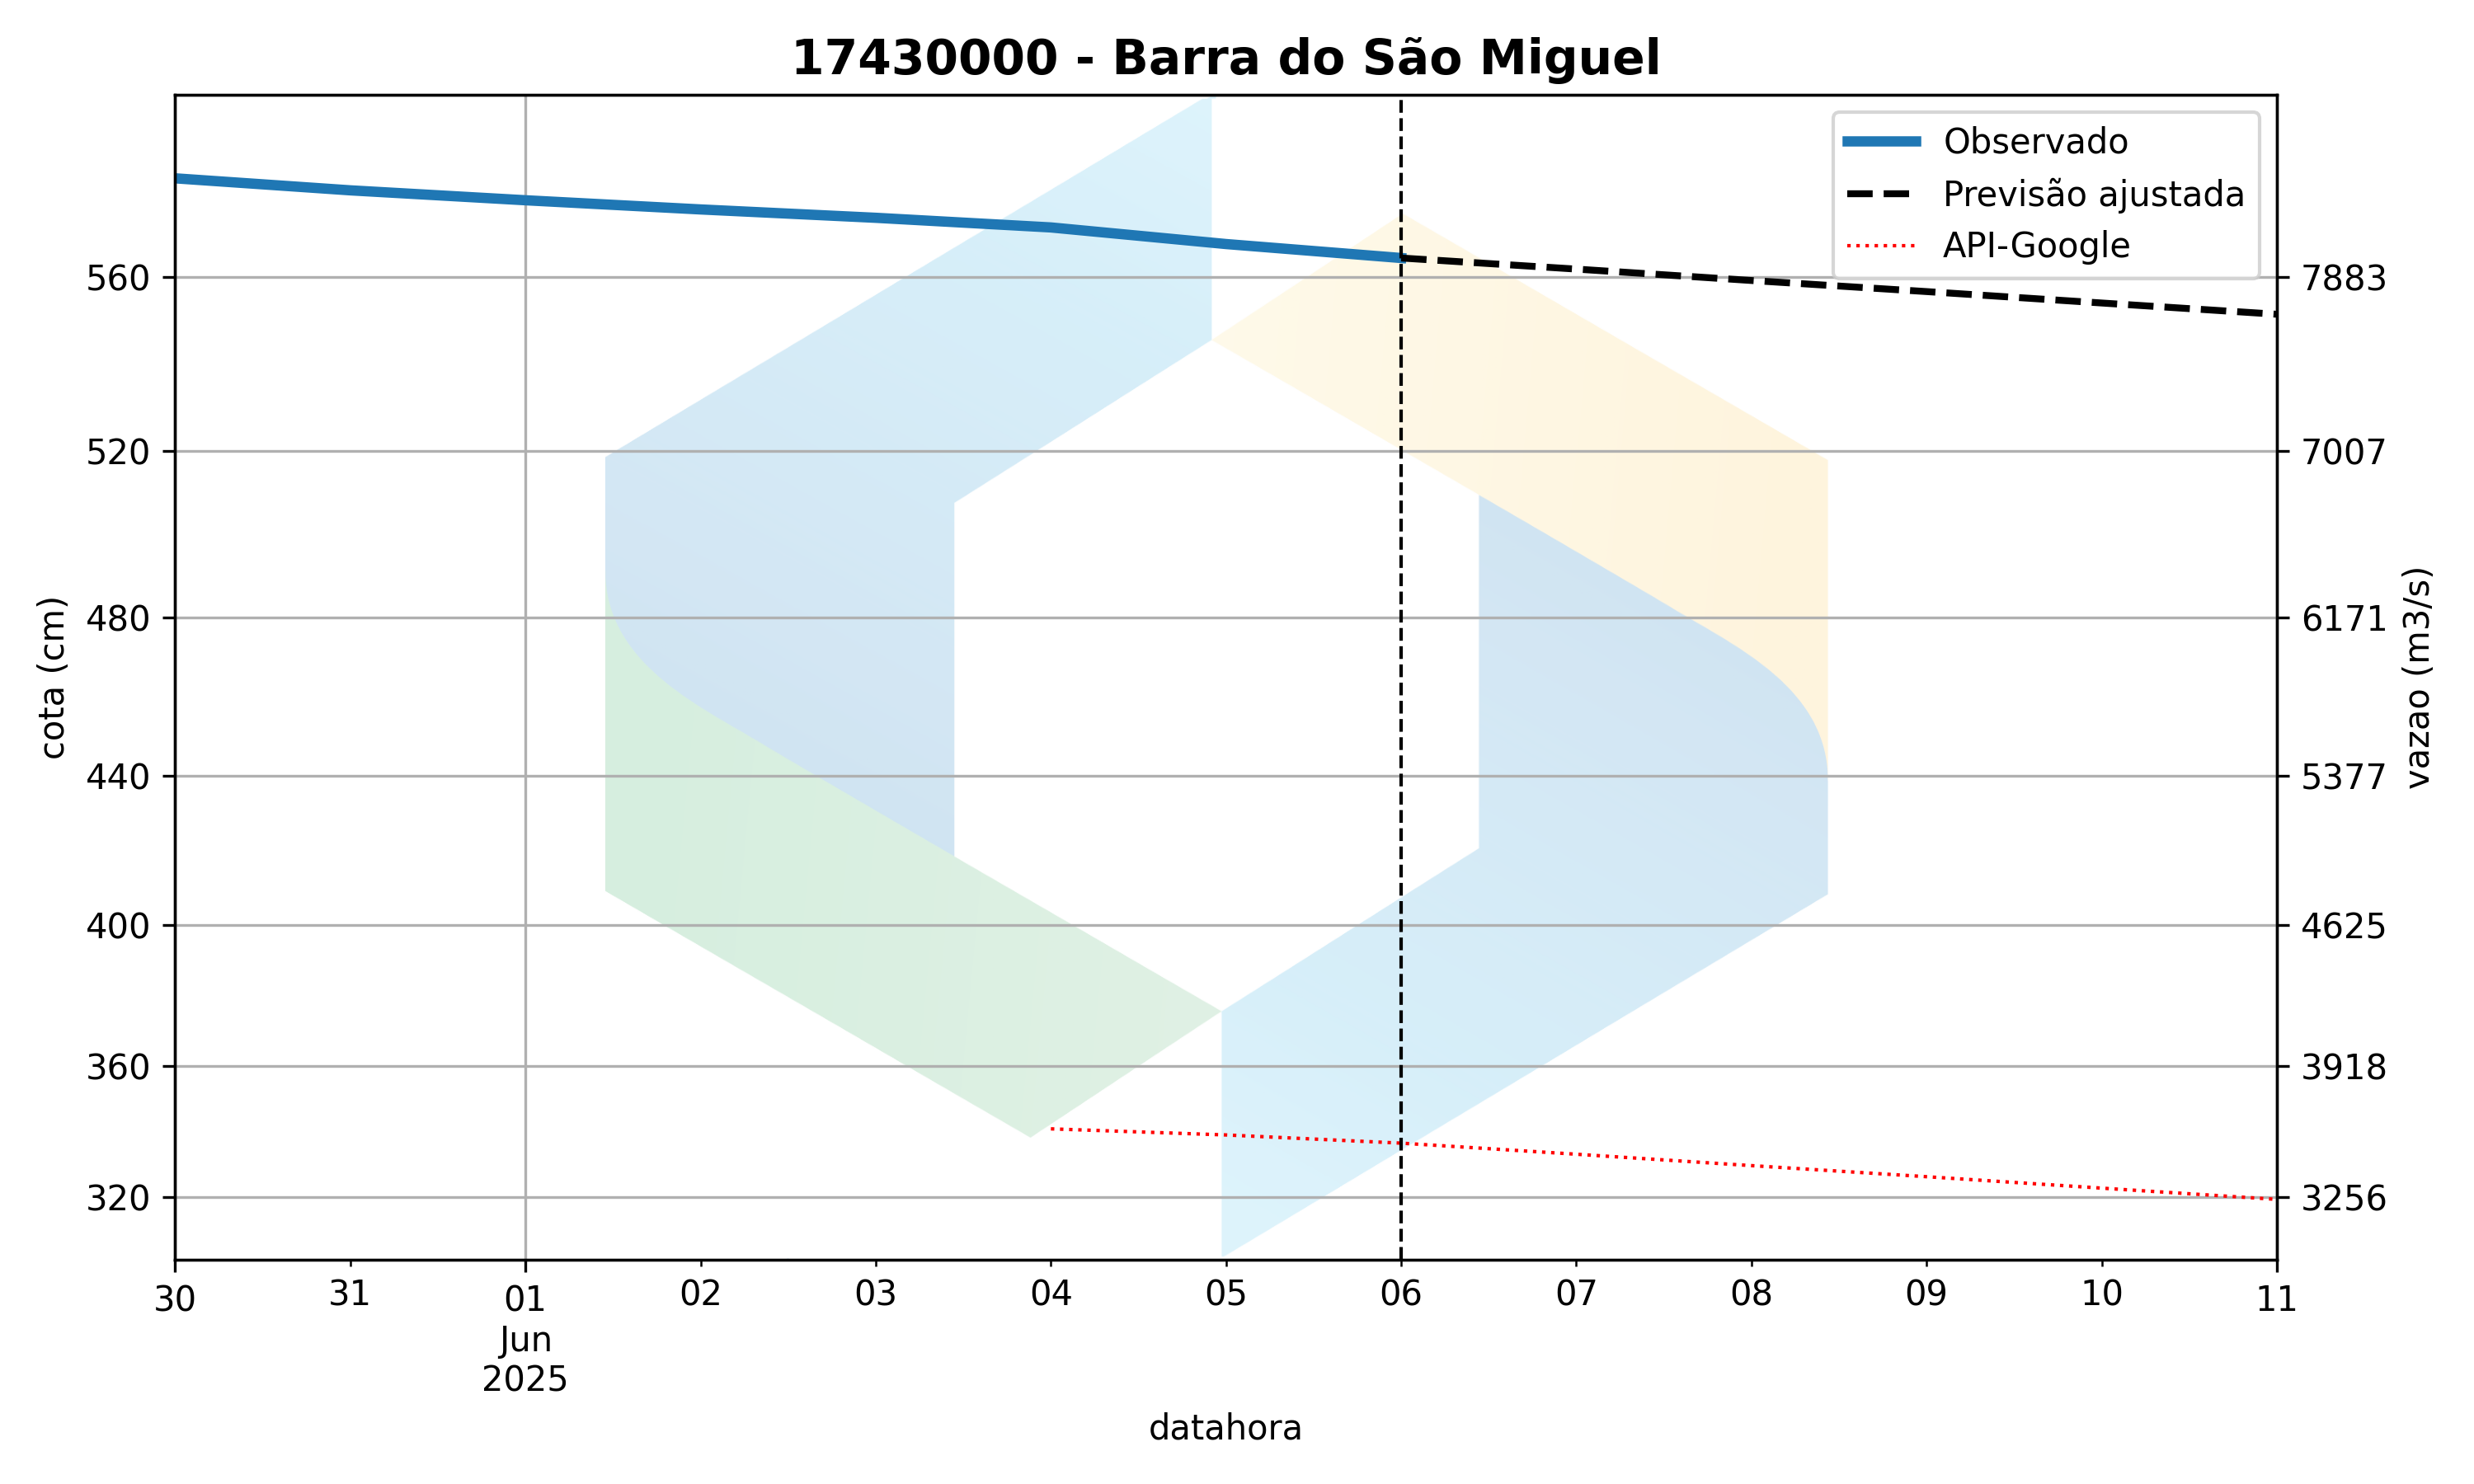 17430000 - Barra do São Miguel
Observado
Previsão ajustada
API-Google
560
520
480
440
400
360
320
cota (cm)
7883
7007
6171
5377
4625
3918
3256
vazao (m3/s)
30 31 01 02 03 04 05 06 07 08 09 10 11
Jun
2025
datahora